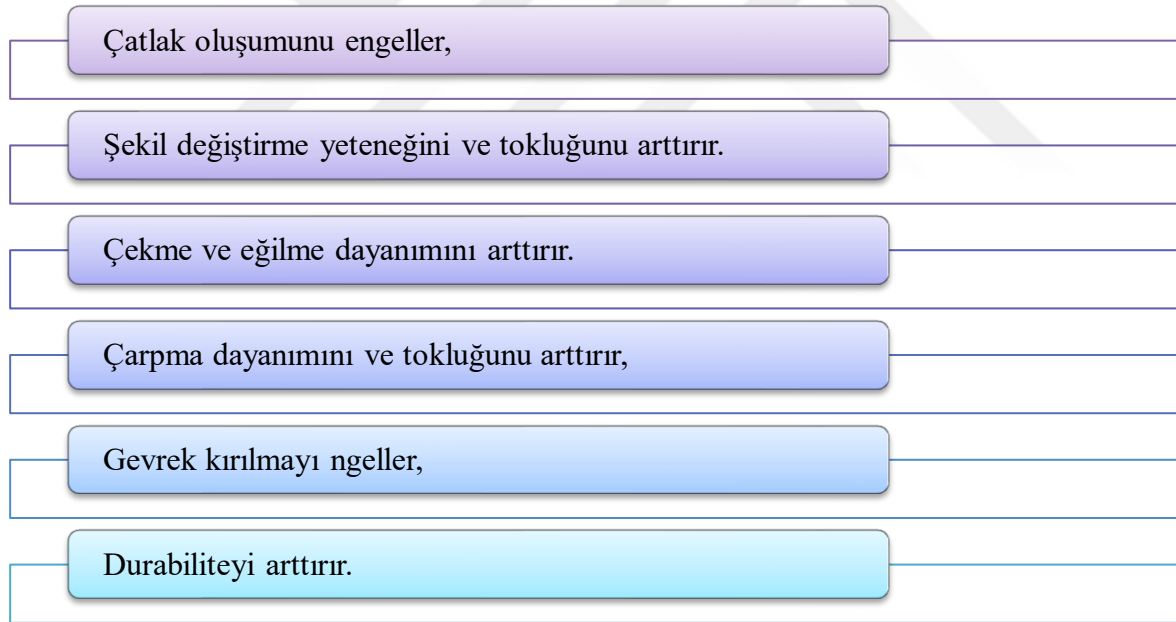 Çatlak oluşumunu engeller,
Şekil değiştirme yeteneğini ve tokluğunu arttırır.
Çekme ve eğilme dayanımını arttırır.
Çarpma dayanımını ve tokluğunu arttırır,
Gevrek kırılmayı ngeller,
Durabiliteyi arttırır.